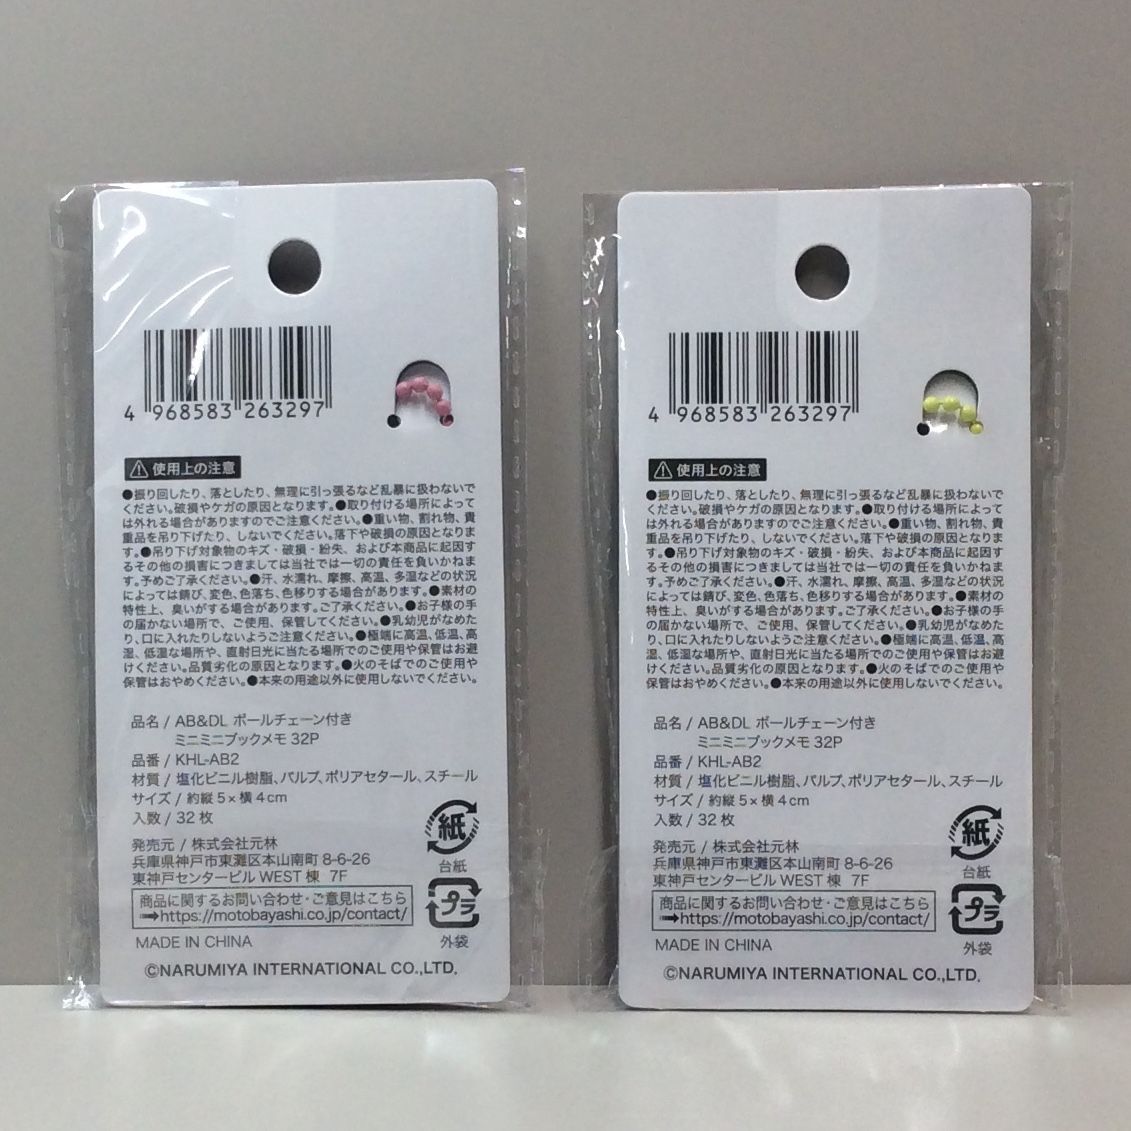 4 968583 263297
⚠ 使用上の注意
●振り回したり、落としたり、無理に引っ張るなど乱暴に扱わないで
ください。破損やケガの原因となります。●取り付ける場所によって
は外れる場合がありますのでご注意ください。●重い物、割れ物、貴
重品を吊り下げたり、しないでください。落下や破損の原因となりま
す。●吊り下げ対象物のキズ・破損・紛失、および本商品に起因す
るその他の損害につきましては当社では一切の責任を負いかねま
す。予めご了承ください。●汗、水濡れ、摩擦、高温、多湿などの状況
によっては錆び、変色、色落ち、色移りする場合があります。●素材の
特性上、臭いがする場合があります。ご了承ください。●お子様の手
の届かない場所で、ご使用、保管してください。●乳幼児がなめた
り、口に入れたりしないようご注意ください。●極端に高温、低温、高
湿、低湿な場所や、直射日光に当たる場所でのご使用や保管はお避
けください。品質劣化の原因となります。●火のそばでのご使用や
保管はおやめください。●本来の用途以外に使用しないでください。
品名 / AB&DL ボールチェーン付き
ミニミニブックメモ 32P
品番 / KHL-AB2
材質 / 塩化ビニル樹脂、パルプ、ポリアセタール、スチール
サイズ / 約縦 5 × 横 4 cm
入数 / 32 枚
発売元 / 株式会社元林
兵庫県神戸市東灘区本山南町 8-6-26
東神戸センタービル WEST 棟 7F
商品に関するお問い合わせ・ご意見はこちら
➡https://motobayashi.co.jp/contact/
MADE IN CHINA
紙
台紙
プラ
外袋
©NARUMIYA INTERNATIONAL CO.,LTD.
4 968583 263297
⚠ 使用上の注意
●振り回したり、落としたり、無理に引っ張るなど乱暴に扱わないで
ください。破損やケガの原因となります。●取り付ける場所によって
は外れる場合がありますのでご注意ください。●重い物、割れ物、貴
重品を吊り下げたり、しないでください。落下や破損の原因となりま
す。●吊り下げ対象物のキズ・破損・紛失、および本商品に起因す
るその他の損害につきましては当社では一切の責任を負いかねま
す。予めご了承ください。●汗、水濡れ、摩擦、高温、多湿などの状況
によっては錆び、変色、色落ち、色移りする場合があります。●素材の
特性上、臭いがする場合があります。ご了承ください。●お子様の手
の届かない場所で、ご使用、保管してください。●乳幼児がなめた
り、口に入れたりしないようご注意ください。●極端に高温、低温、高
湿、低湿な場所や、直射日光に当たる場所でのご使用や保管はお避
けください。品質劣化の原因となります。●火のそばでのご使用や
保管はおやめください。●本来の用途以外に使用しないでください。
品名 / AB&DL ボールチェーン付き
ミニミニブックメモ 32P
品番 / KHL-AB2
材質 / 塩化ビニル樹脂、パルプ、ポリアセタール、スチール
サイズ / 約縦 5 × 横 4 cm
入数 / 32 枚
発売元 / 株式会社元林
兵庫県神戸市東灘区本山南町 8-6-26
東神戸センタービル WEST 棟 7F
商品に関するお問い合わせ・ご意見はこちら
➡https://motobayashi.co.jp/contact/
MADE IN CHINA
紙
台紙
プラ
外袋
©NARUMIYA INTERNATIONAL CO.,LTD.